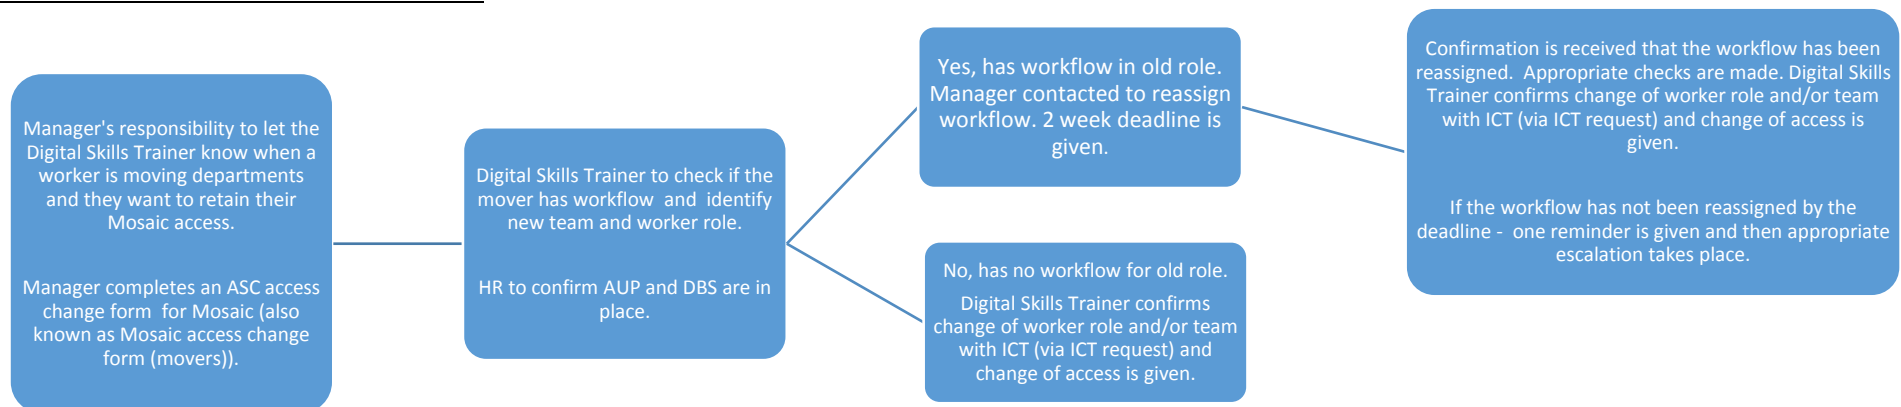 Manager's responsibility to let the
Digital Skills Trainer know when a
worker is moving departments
and they want to retain their
Mosaic access.
Manager completes an ASC access
change form for Mosaic (also
known as Mosaic access change
form (movers)).
Digital Skills Trainer to check if the
mover has workflow and identify
new team and worker role.
HR to confirm AUP and DBS are in
place.
Yes, has workflow in old role.
Manager contacted to reassign
workflow. 2 week deadline is
given.
No, has no workflow for old role.
Digital Skills Trainer confirms
change of worker role and/or team
with ICT (via ICT request) and
change of access is given.
Confirmation is received that the workflow has been
reassigned. Appropriate checks are made. Digital Skills
Trainer confirms change of worker role and/or team
with ICT (via ICT request) and change of access is
given.
If the workflow has not been reassigned by the
deadline - one reminder is given and then appropriate
escalation takes place.